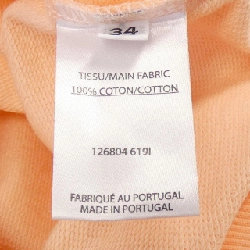 34
TISSU/MAIN FABRIC
100% COTON/COTTON
126804 619I
FABRIQUÉ AU PORTUGAL
MADE IN PORTUGAL